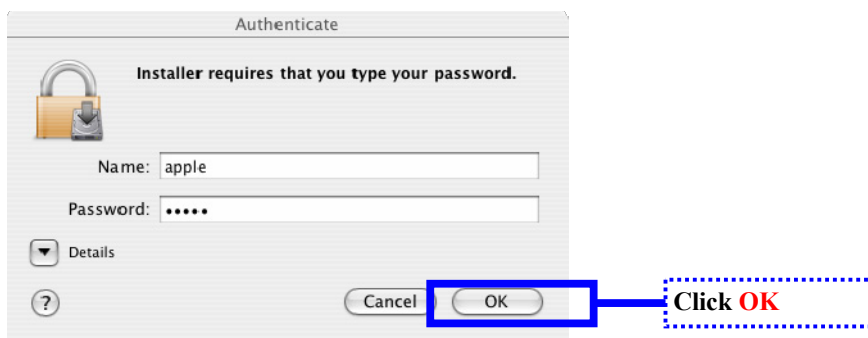 Authenticate
Installer requires that you type your password.
Name: apple
Password: •••••
Details
?
Cancel OK
Click OK